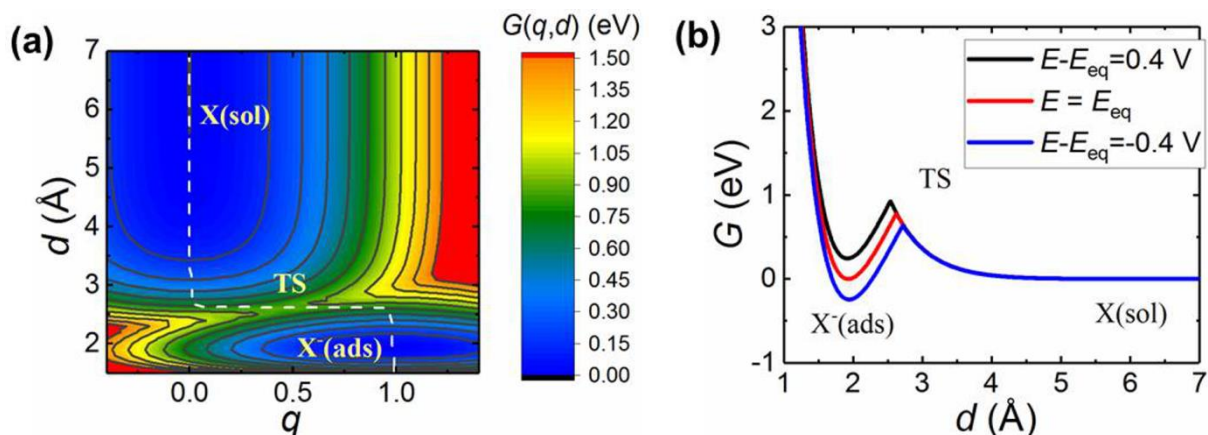 (a)
G(q,d) (eV)
7
6
5
4
3
2
d (Å)
X(sol)
TS
X⁻(ads)
0.0
0.5
1.0
q
1.50
1.35
1.20
1.05
0.90
0.75
0.60
0.45
0.30
0.15
0.00
(b)
3
2
1
0
-1
G (eV)
E-Eeq=0.4 V
E = Eeq
E-Eeq=-0.4 V
TS
X⁻(ads)
X(sol)
1
2
3
4
5
6
7
d (Å)